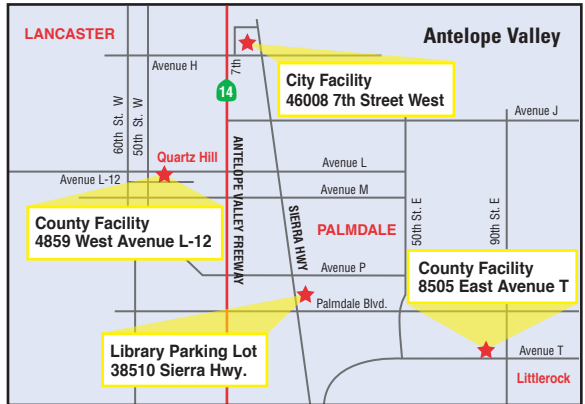 LANCASTER
Antelope Valley
Avenue H
7th
14
City Facility
46008 7th Street West
60th St. W
50th St. W
Avenue J
Quartz Hill
ANTELOPE VALLEY FREEWAY
Avenue L
Avenue L-12
Avenue M
SIERRA HWY
50th St. E
90th St. E
County Facility
4859 West Avenue L-12
PALMDALE
Avenue P
County Facility
8505 East Avenue T
Palmdale Blvd.
Library Parking Lot
38510 Sierra Hwy.
Avenue T
Littlerock